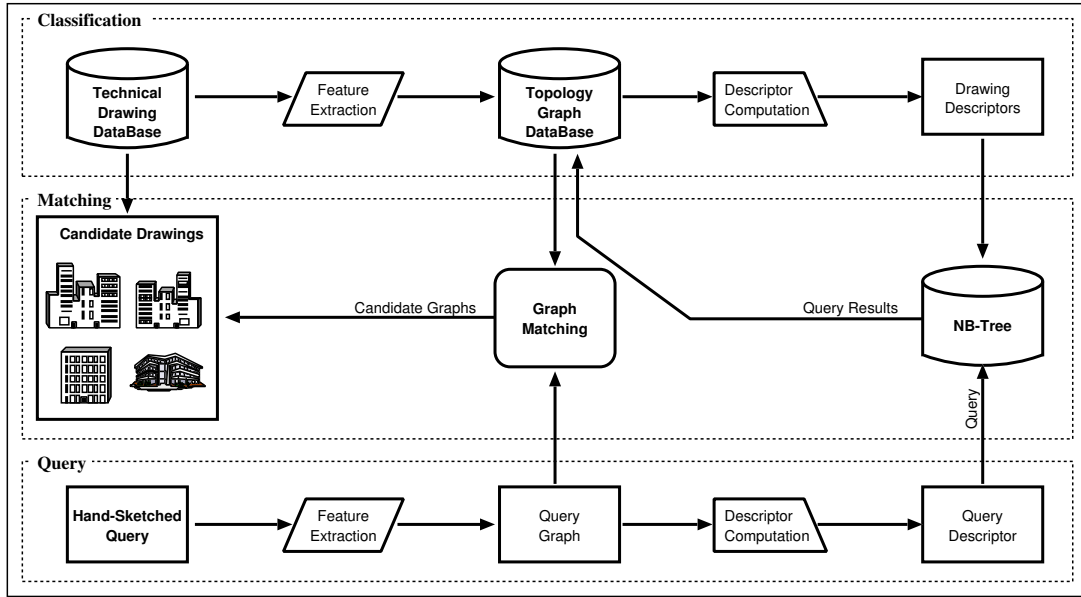 Classification
Technical
Drawing
DataBase
Feature
Extraction
Topology
Graph
DataBase
Descriptor
Computation
Drawing
Descriptors
Matching
Candidate Drawings
Candidate Graphs
Graph
Matching
Query Results
NB-Tree
Query
Query
Hand-Sketched
Query
Feature
Extraction
Query
Graph
Descriptor
Computation
Query
Descriptor